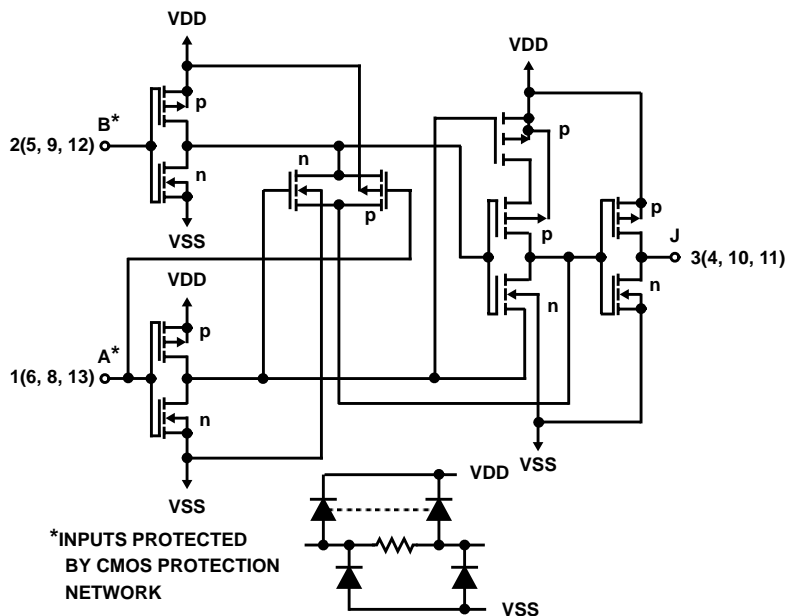 VDD
VDD
B*
p
p
2(5, 9, 12)
n
n
p
VSS
p
p
J
3(4, 10, 11)
VDD
n
n
p
A*
1(6, 8, 13)
n
VSS
VSS
VDD
*INPUTS PROTECTED
BY CMOS PROTECTION
NETWORK
VSS